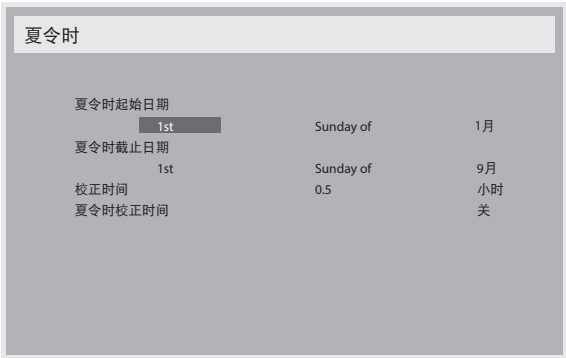 夏令时
夏令时起始日期
1st Sunday of 1月
夏令时截止日期
1st Sunday of 9月
校正时间 0.5 小时
夏令时校正时间 关